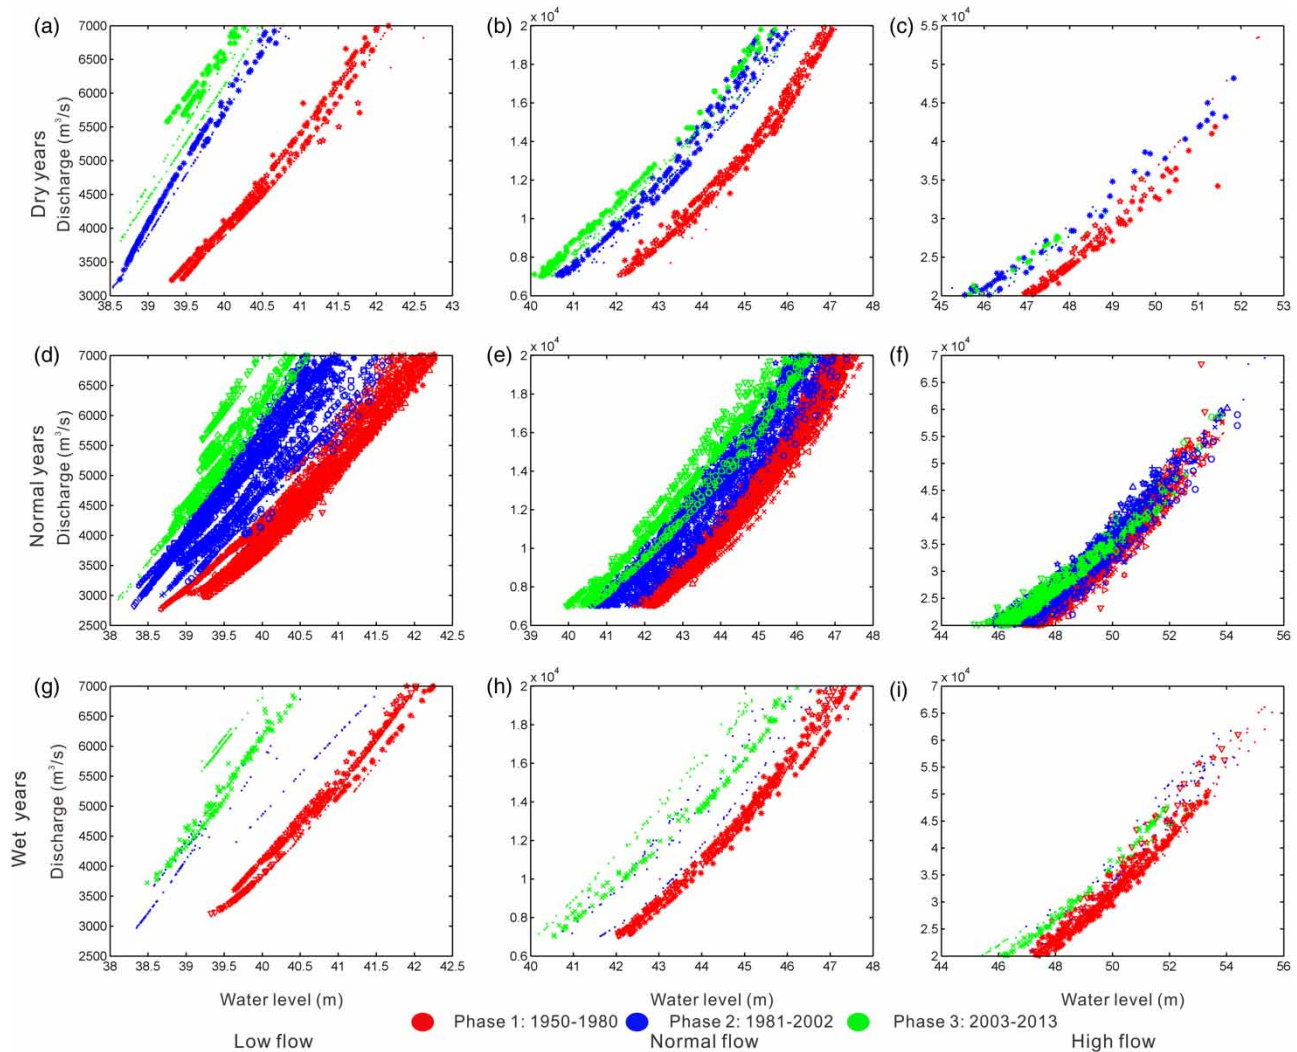 (a)
7000
6500
6000
5500
5000
4500
4000
3500
3000
38.5 39 39.5 40 40.5 41 41.5 42 42.5 43
Dry years
Discharge (m³/s)
(b)
x 10⁴
2
1.8
1.6
1.4
1.2
1
0.8
0.6
40 41 42 43 44 45 46 47 48
(c)
x 10⁴
5.5
5
4.5
4
3.5
3
2.5
2
45 46 47 48 49 50 51 52 53
(d)
7000
6500
6000
5500
5000
4500
4000
3500
3000
2500
38 38.5 39 39.5 40 40.5 41 41.5 42 42.5
Normal years
Discharge (m³/s)
(e)
x 10⁴
2
1.8
1.6
1.4
1.2
1
0.8
0.6
39 40 41 42 43 44 45 46 47 48
(f)
x 10⁴
7
6.5
6
5.5
5
4.5
4
3.5
3
2.5
2
44 46 48 50 52 54 56
(g)
7000
6500
6000
5500
5000
4500
4000
3500
3000
2500
38 38.5 39 39.5 40 40.5 41 41.5 42 42.5
Wet years
Discharge (m³/s)
(h)
x 10⁴
2
1.8
1.6
1.4
1.2
1
0.8
0.6
40 41 42 43 44 45 46 47 48
(i)
x 10⁴
7
6.5
6
5.5
5
4.5
4
3.5
3
2.5
2
44 46 48 50 52 54 56
Water level (m) Water level (m) Water level (m)
Phase 1: 1950-1980 Phase 2: 1981-2002 Phase 3: 2003-2013
Low flow Normal flow High flow